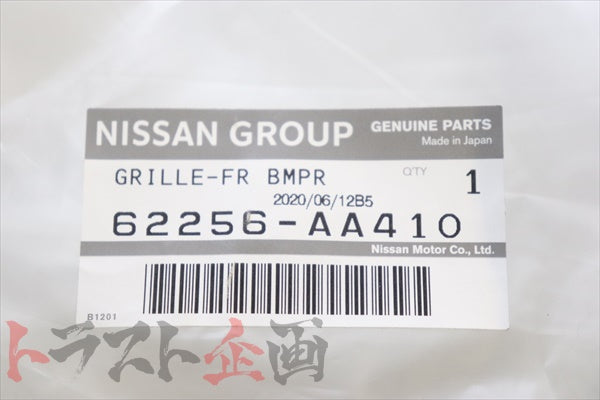 NISSAN GROUP
GENUINE PARTS
Made in Japan
GRILLE-FR BMPR
QTY
1
2020/06/12B5
62256-AA410
Nissan Motor Co., Ltd.
B1201
トラスト企画